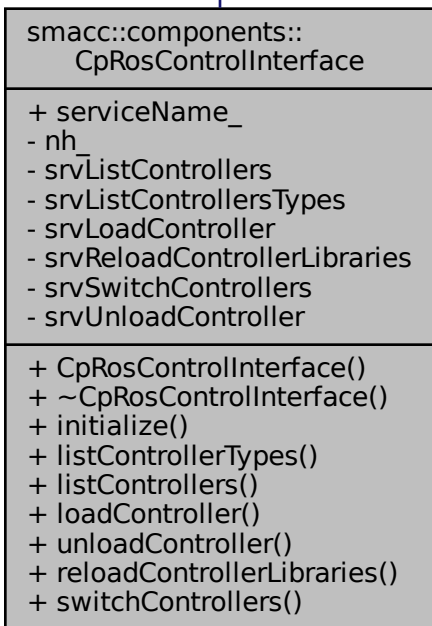 smacc::components::
CpRosControlInterface
+ serviceName_
- nh_
- srvListControllers
- srvListControllersTypes
- srvLoadController
- srvReloadControllerLibraries
- srvSwitchControllers
- srvUnloadController
+ CpRosControlInterface()
+ ~CpRosControlInterface()
+ initialize()
+ listControllerTypes()
+ listControllers()
+ loadController()
+ unloadController()
+ reloadControllerLibraries()
+ switchControllers()